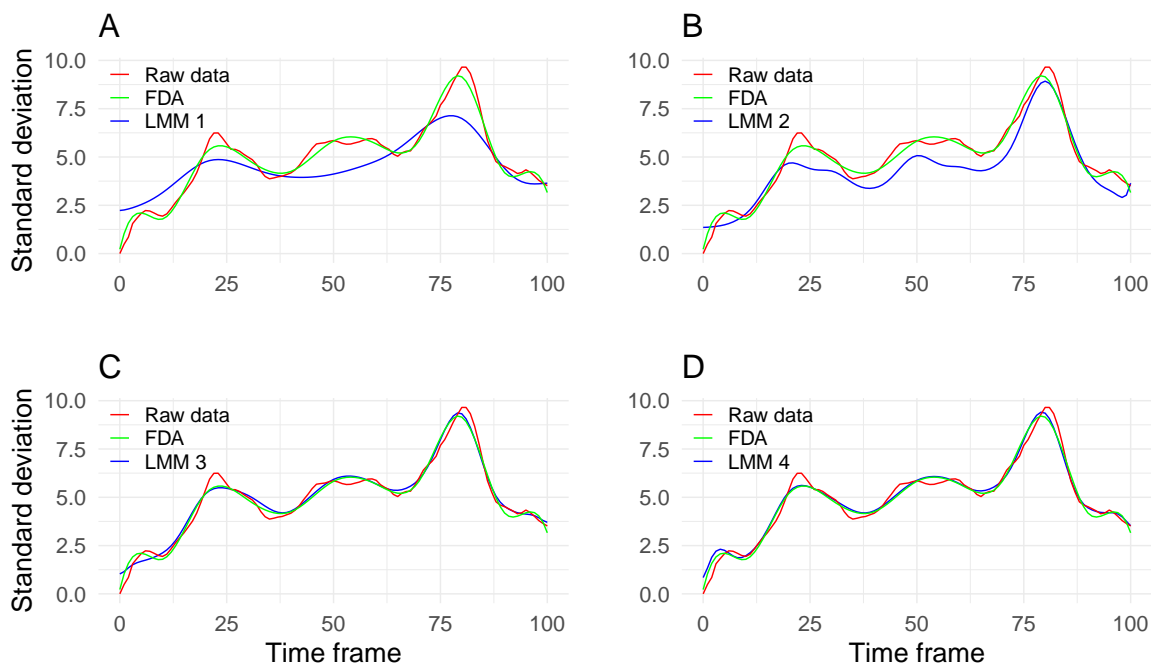 A
Standard deviation
10.0
7.5
5.0
2.5
0.0
Raw data
FDA
LMM 1
0 25 50 75 100
B
10.0
7.5
5.0
2.5
0.0
Raw data
FDA
LMM 2
0 25 50 75 100
C
Standard deviation
10.0
7.5
5.0
2.5
0.0
Raw data
FDA
LMM 3
0 25 50 75 100
Time frame
D
10.0
7.5
5.0
2.5
0.0
Raw data
FDA
LMM 4
0 25 50 75 100
Time frame